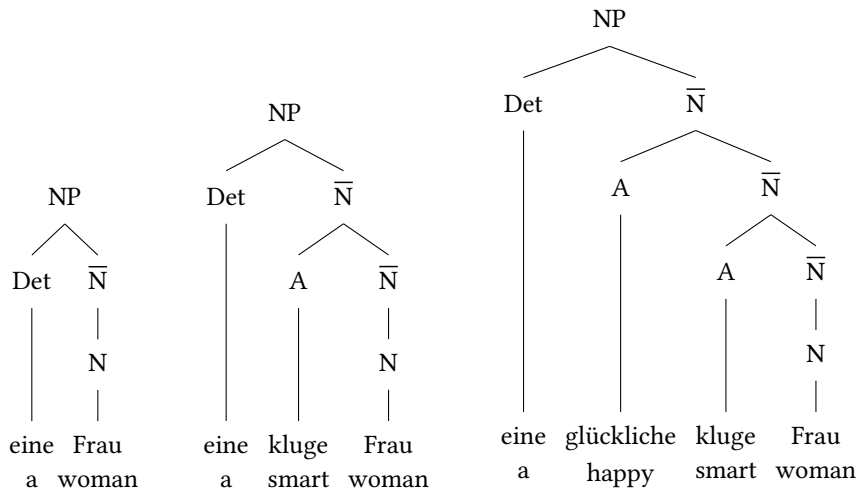 NP
Det N̅
N
eine Frau
a woman
NP
Det N̅
A N̅
N
eine kluge Frau
a smart woman
NP
Det N̅
A N̅
A N̅
N
eine glückliche kluge Frau
a happy smart woman